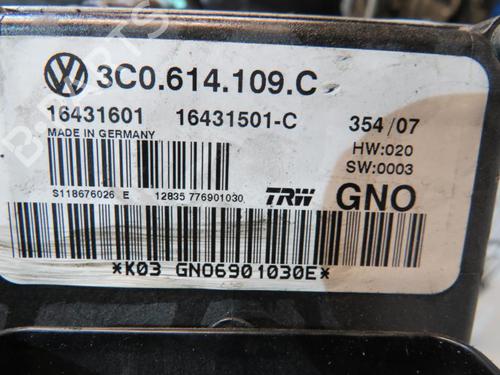 3C0.614.109.C
16431601 16431501-C 354/07
MADE IN GERMANY HW:020
SW:0003
S118676026 E 12835 776901030 TRW GNO
*K03 GNO6901030E*